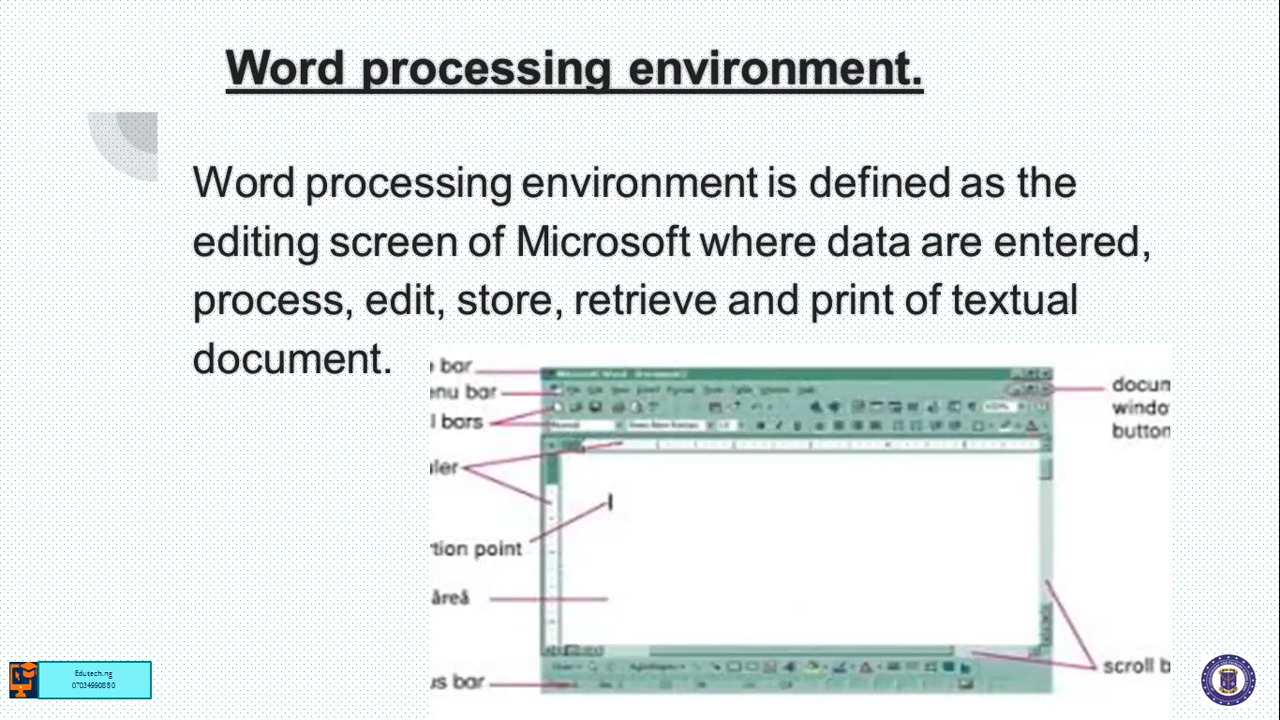 Word processing environment.
Word processing environment is defined as the
editing screen of Microsoft where data are entered,
process, edit, store, retrieve and print of textual
document.
bar
enu bar
l bars
docun
windo
button
ler
tion point
area
us bar
scroll b
Edutech.ng
07034990880